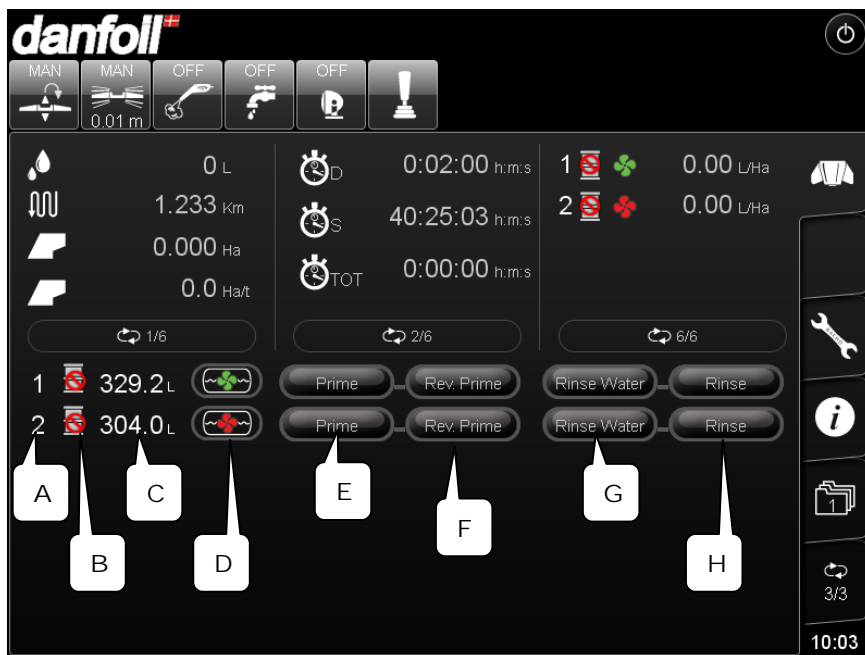 danfoil
MAN MAN OFF OFF OFF
0.01 m
0 L
1.233 Km
0.000 Ha
0.0 Ha/t
1/6
D 0:02:00 h:m:s
S 40:25:03 h:m:s
TOT 0:00:00 h:m:s
2/6
1 0.00 L/Ha
2 0.00 L/Ha
6/6
1 329.2 L Prime Rev. Prime Rinse Water Rinse
2 304.0 L Prime Rev. Prime Rinse Water Rinse
A C E G
F
B D H
i
1
3/3
10:03